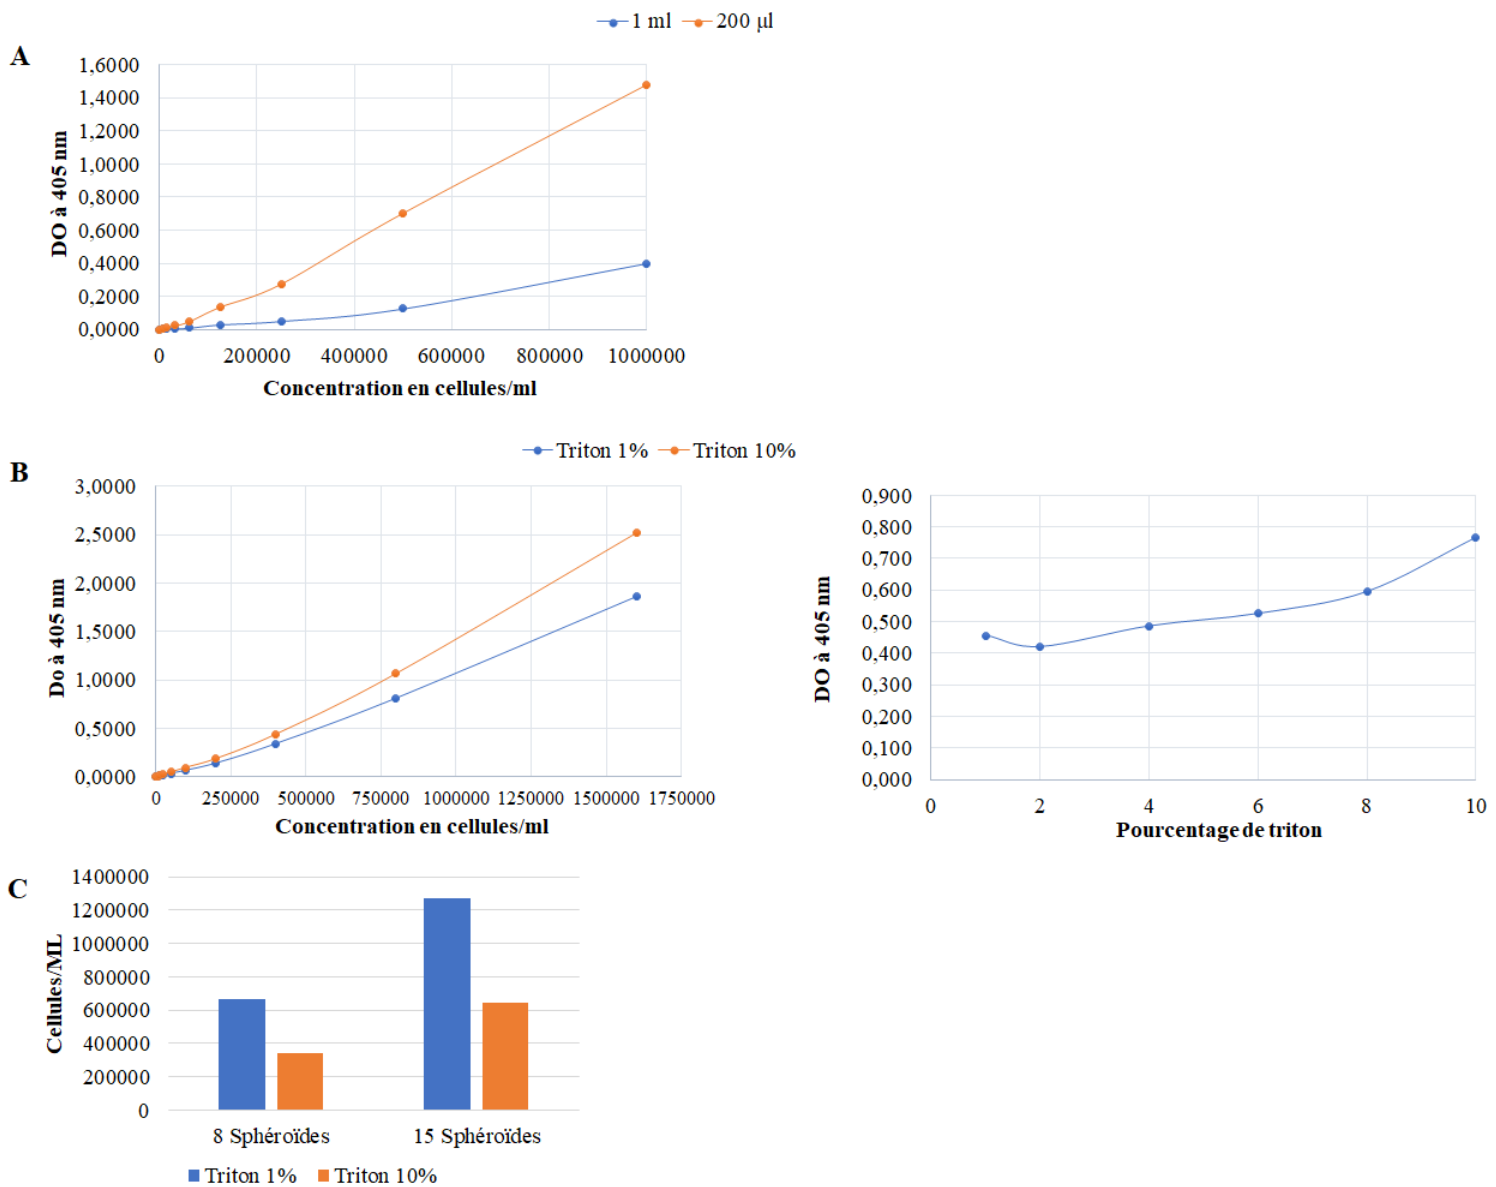 1 ml 200 µl
A
1,6000
1,4000
1,2000
1,0000
0,8000
0,6000
0,4000
0,2000
0,0000
DO à 405 nm
0 200000 400000 600000 800000 1000000
Concentration en cellules/ml
Triton 1% Triton 10%
B
3,0000
2,5000
2,0000
1,5000
1,0000
0,5000
0,0000
Do à 405 nm
0 250000 500000 750000 1000000 1250000 1500000 1750000
Concentration en cellules/ml
0,900
0,800
0,700
0,600
0,500
0,400
0,300
0,200
0,100
0,000
DO à 405 nm
0 2 4 6 8 10
Pourcentage de triton
C
1400000
1200000
1000000
800000
600000
400000
200000
0
Cellules/ML
8 Sphéroïdes 15 Sphéroïdes
Triton 1% Triton 10%